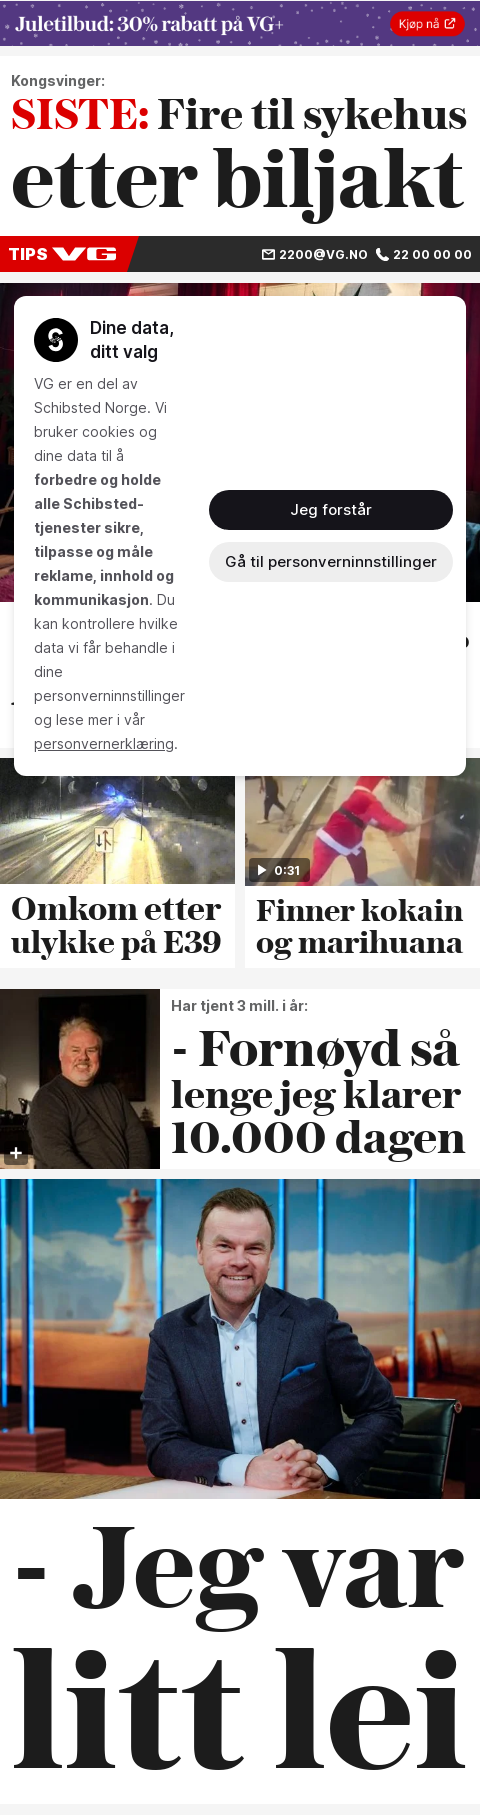 Juletilbud: 30% rabatt på VG+
Kjøp nå
Kongsvinger:
SISTE: Fire til sykehus
etter biljakt
TIPS VG
2200@VG.NO
22 00 00 00
Dine data,
ditt valg
VG er en del av
Schibsted Norge. Vi
bruker cookies og
dine data til å
forbedre og holde
alle Schibsted-
tjenester sikre,
tilpasse og måle
reklame, innhold og
kommunikasjon. Du
kan kontrollere hvilke
data vi får behandle i
dine
personverninnstillinger
og lese mer i vår
personvernerklæring.
Jeg forstår
Gå til personverninnstillinger
0:31
Omkom etter
ulykke på E39
Finner kokain
og marihuana
Har tjent 3 mill. i år:
- Fornøyd så
lenge jeg klarer
10.000 dagen
- Jeg var
litt lei